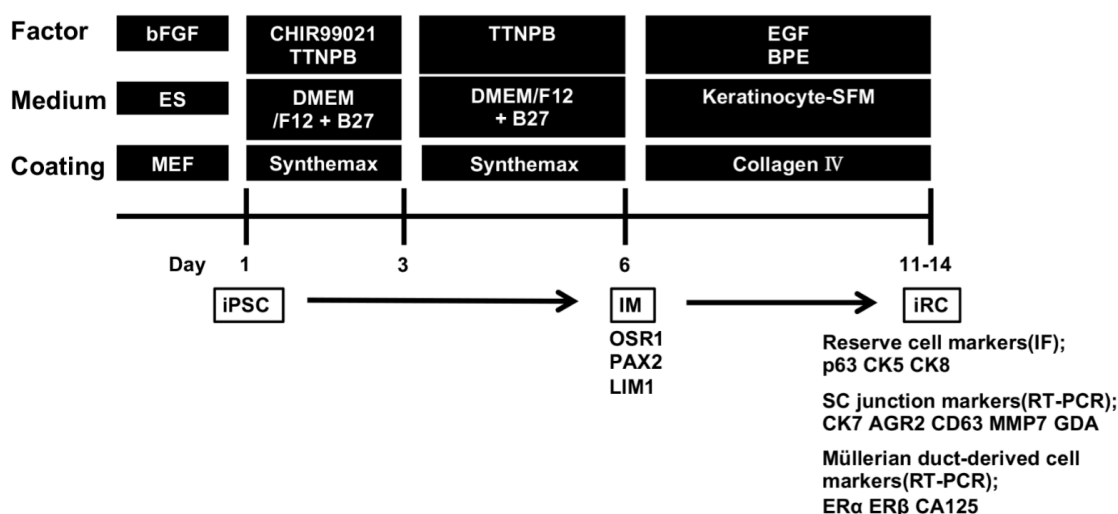 Factor
bFGF
CHIR99021
TTNPB
TTNPB
EGF
BPE
Medium
ES
DMEM
/F12 + B27
DMEM/F12
+ B27
Keratinocyte-SFM
Coating
MEF
Synthemax
Synthemax
Collagen Ⅳ
Day 1 3 6 11-14
iPSC
IM
iRC
OSR1
PAX2
LIM1
Reserve cell markers(IF);
p63 CK5 CK8
SC junction markers(RT-PCR);
CK7 AGR2 CD63 MMP7 GDA
Müllerian duct-derived cell
markers(RT-PCR);
ERα ERβ CA125